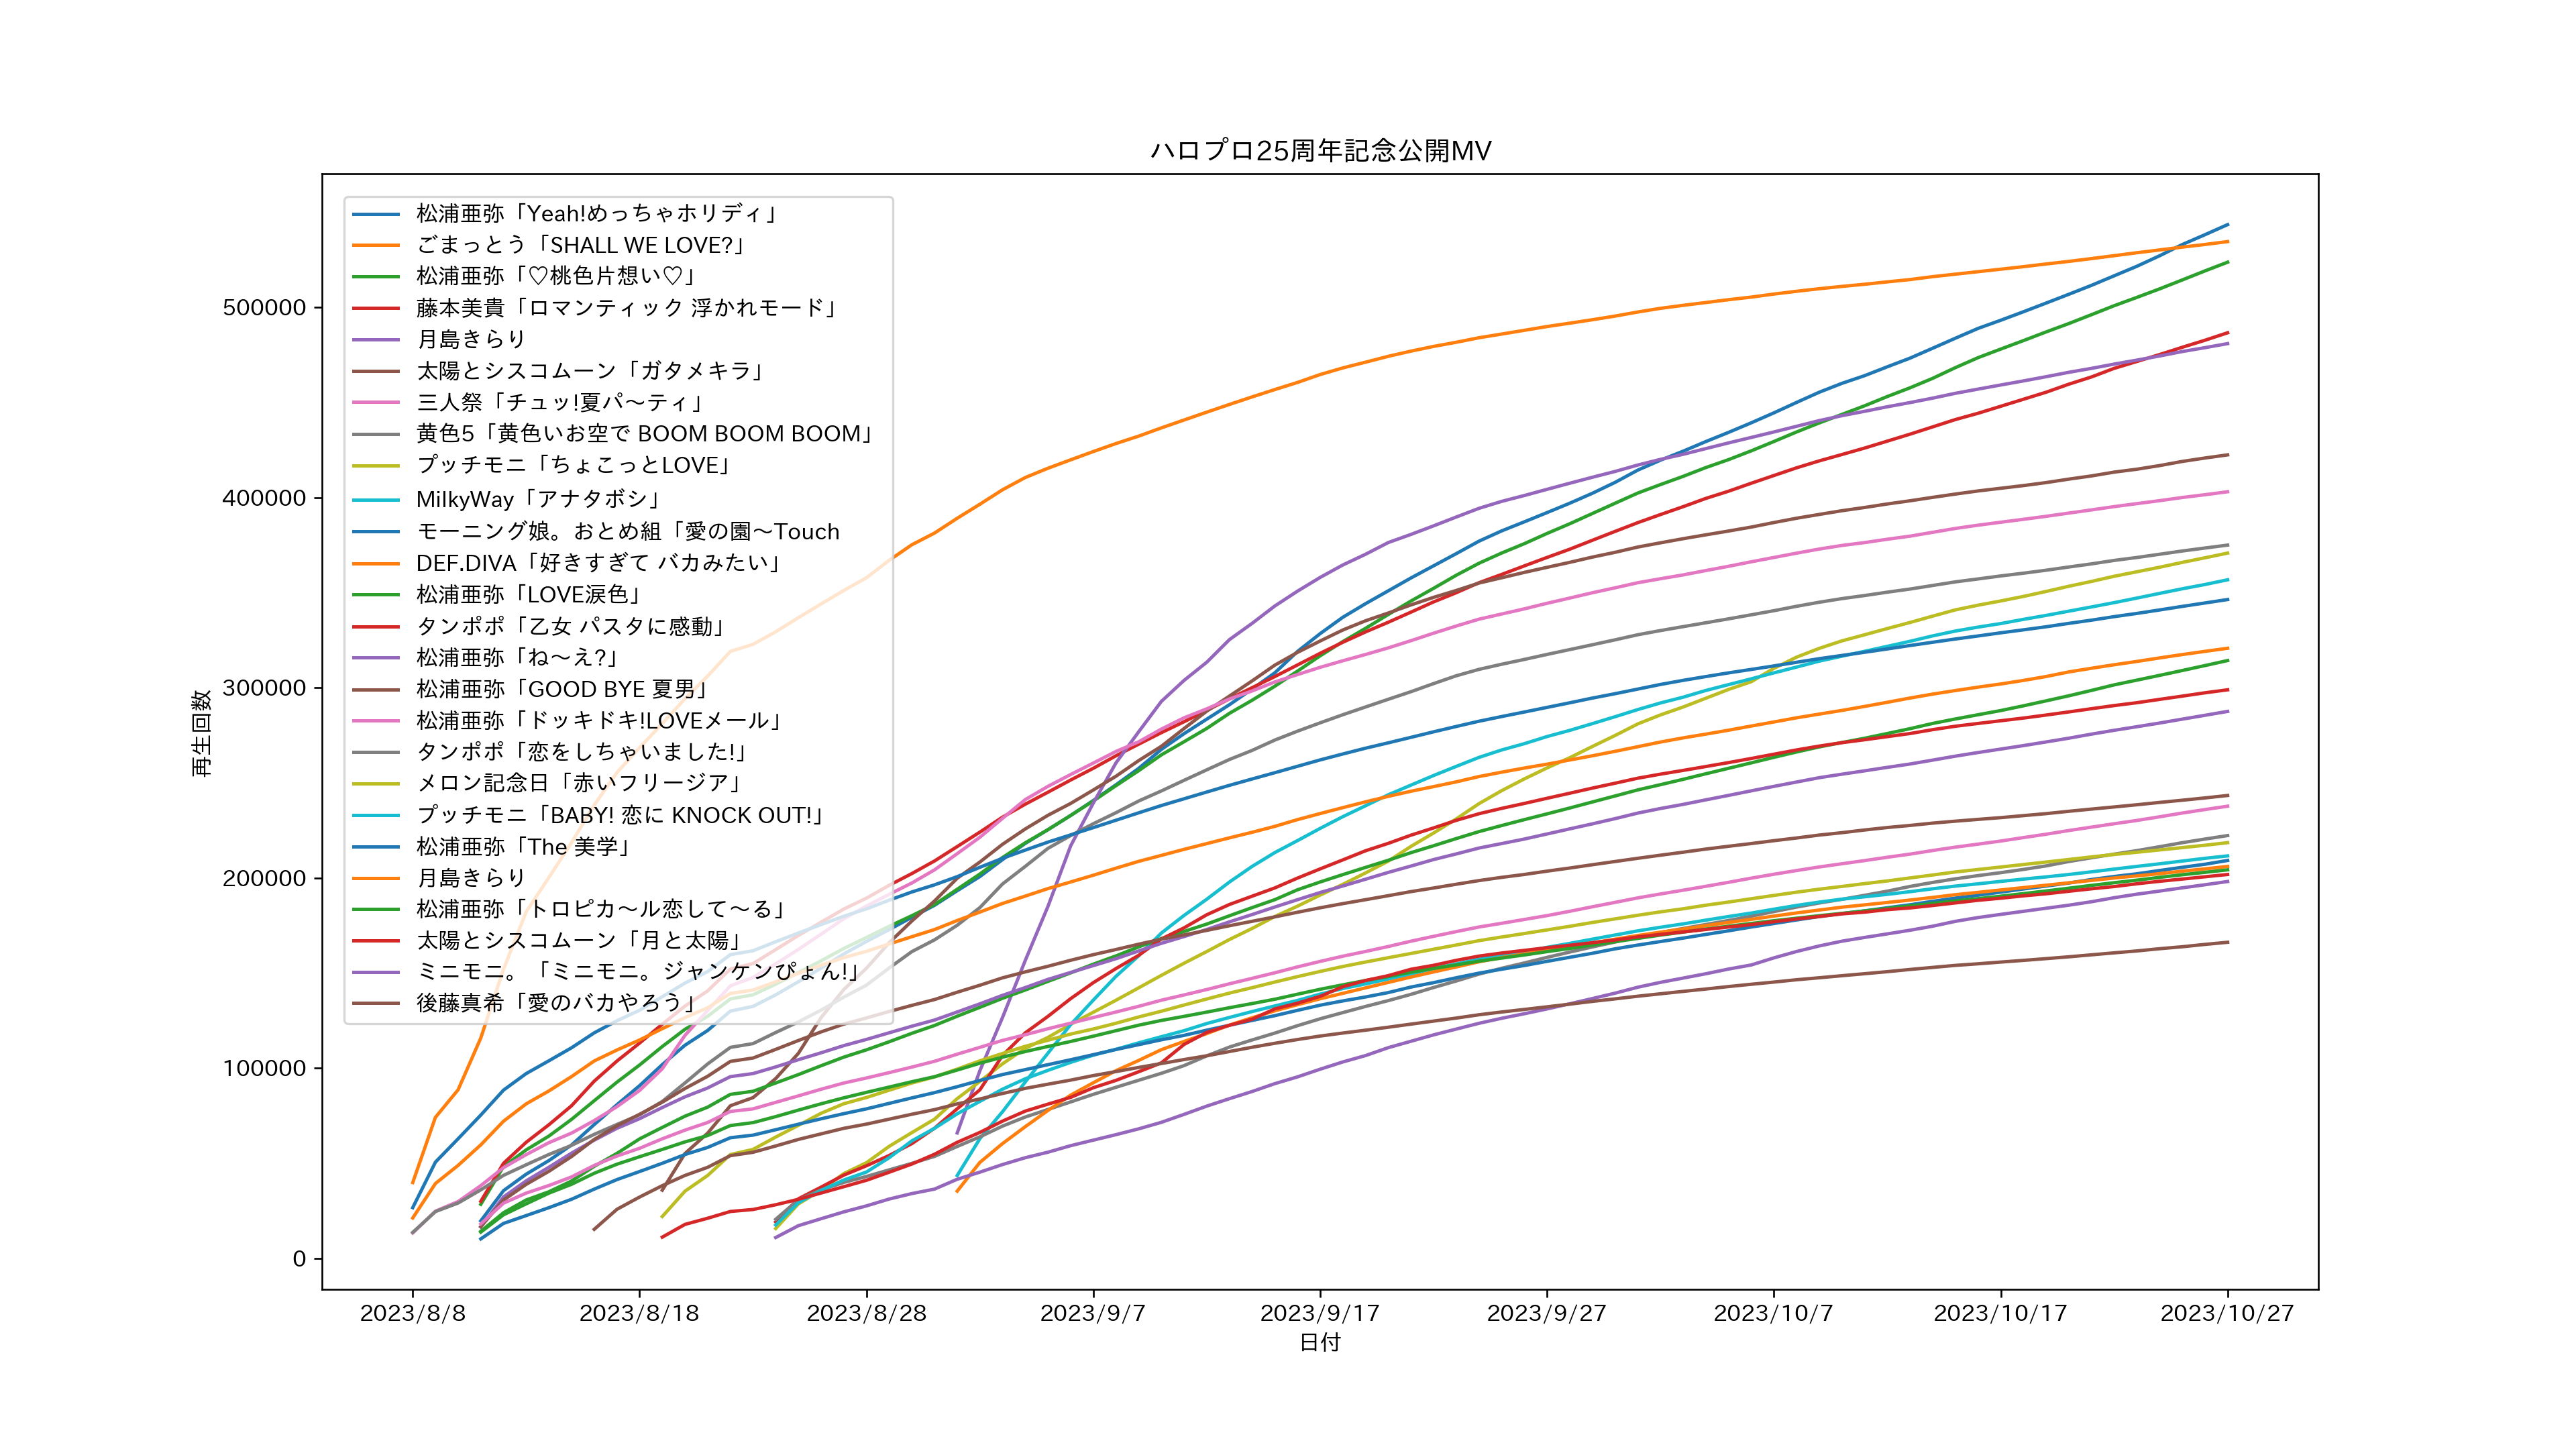 ハロプロ25周年記念公開MV
松浦亜弥「Yeah!めっちゃホリディ」
ごまっとう「SHALL WE LOVE?」
松浦亜弥「♡桃色片想い♡」
藤本美貴「ロマンティック 浮かれモード」
月島きらり
太陽とシスコムーン「ガタメキラ」
三人祭「チュッ!夏パ〜ティ」
黄色5「黄色いお空で BOOM BOOM BOOM」
プッチモニ「ちょこっとLOVE」
MilkyWay「アナタボシ」
モーニング娘。おとめ組「愛の園〜Touch
DEF.DIVA「好きすぎて バカみたい」
松浦亜弥「LOVE涙色」
タンポポ「乙女 パスタに感動」
松浦亜弥「ね〜え?」
松浦亜弥「GOOD BYE 夏男」
松浦亜弥「ドッキドキ!LOVEメール」
タンポポ「恋をしちゃいました!」
メロン記念日「赤いフリージア」
プッチモニ「BABY! 恋に KNOCK OUT!」
松浦亜弥「The 美学」
月島きらり
松浦亜弥「トロピカ〜ル恋して〜る」
太陽とシスコムーン「月と太陽」
ミニモニ。「ミニモニ。ジャンケンぴょん!」
後藤真希「愛のバカやろう」
再生回数
500000
400000
300000
200000
100000
0
2023/8/8
2023/8/18
2023/8/28
2023/9/7
2023/9/17
2023/9/27
2023/10/7
2023/10/17
2023/10/27
日付